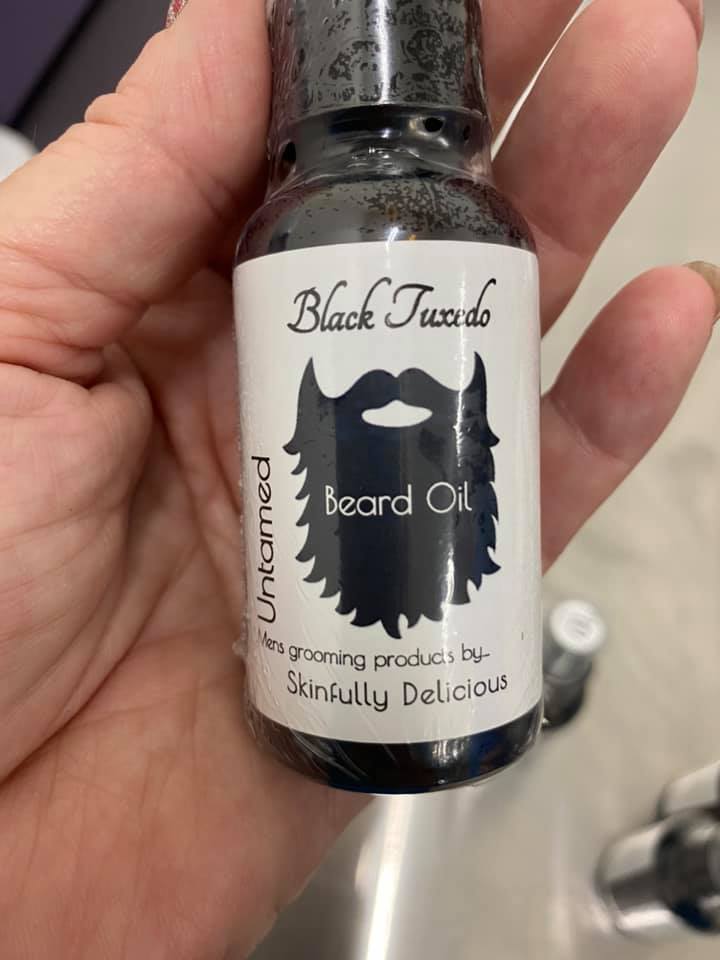 Black Tuxedo
Beard Oil
Untamed
Mens grooming products by...
Skinfully Delicious